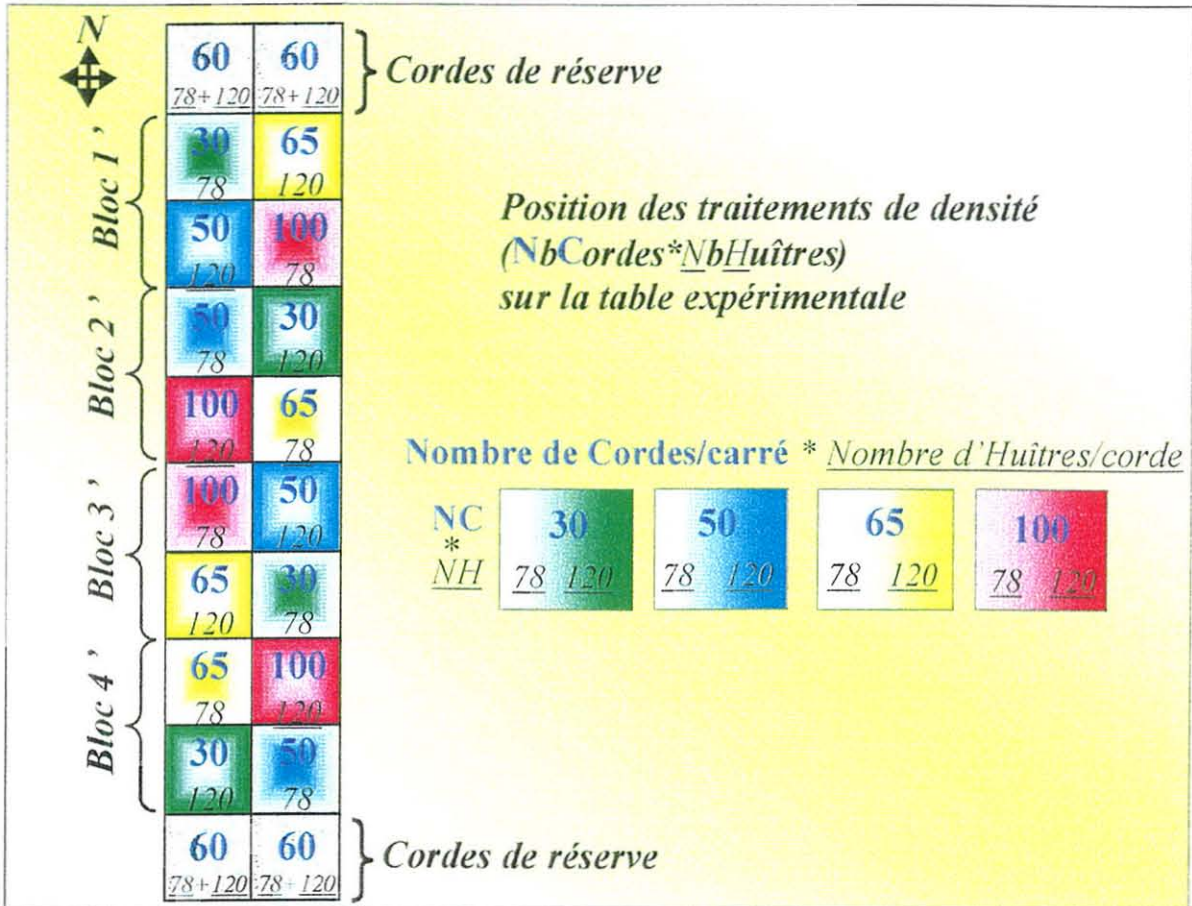 N
60 60
78+120 78+120
Cordes de réserve
Bloc 1 '
30 65
78 120
50 100
120 78
Bloc 2 '
50 30
78 120
100 65
120 78
Bloc 3 '
100 50
78 120
65 30
120 78
Bloc 4 '
65 100
78 120
30 50
120 78
60 60
78+120 78+120
Cordes de réserve
Position des traitements de densité
(NbCordes*NbHuîtres)
sur la table expérimentale
Nombre de Cordes/carré * Nombre d'Huîtres/corde
NC
*
NH
30
78 120
50
78 120
65
78 120
100
78 120